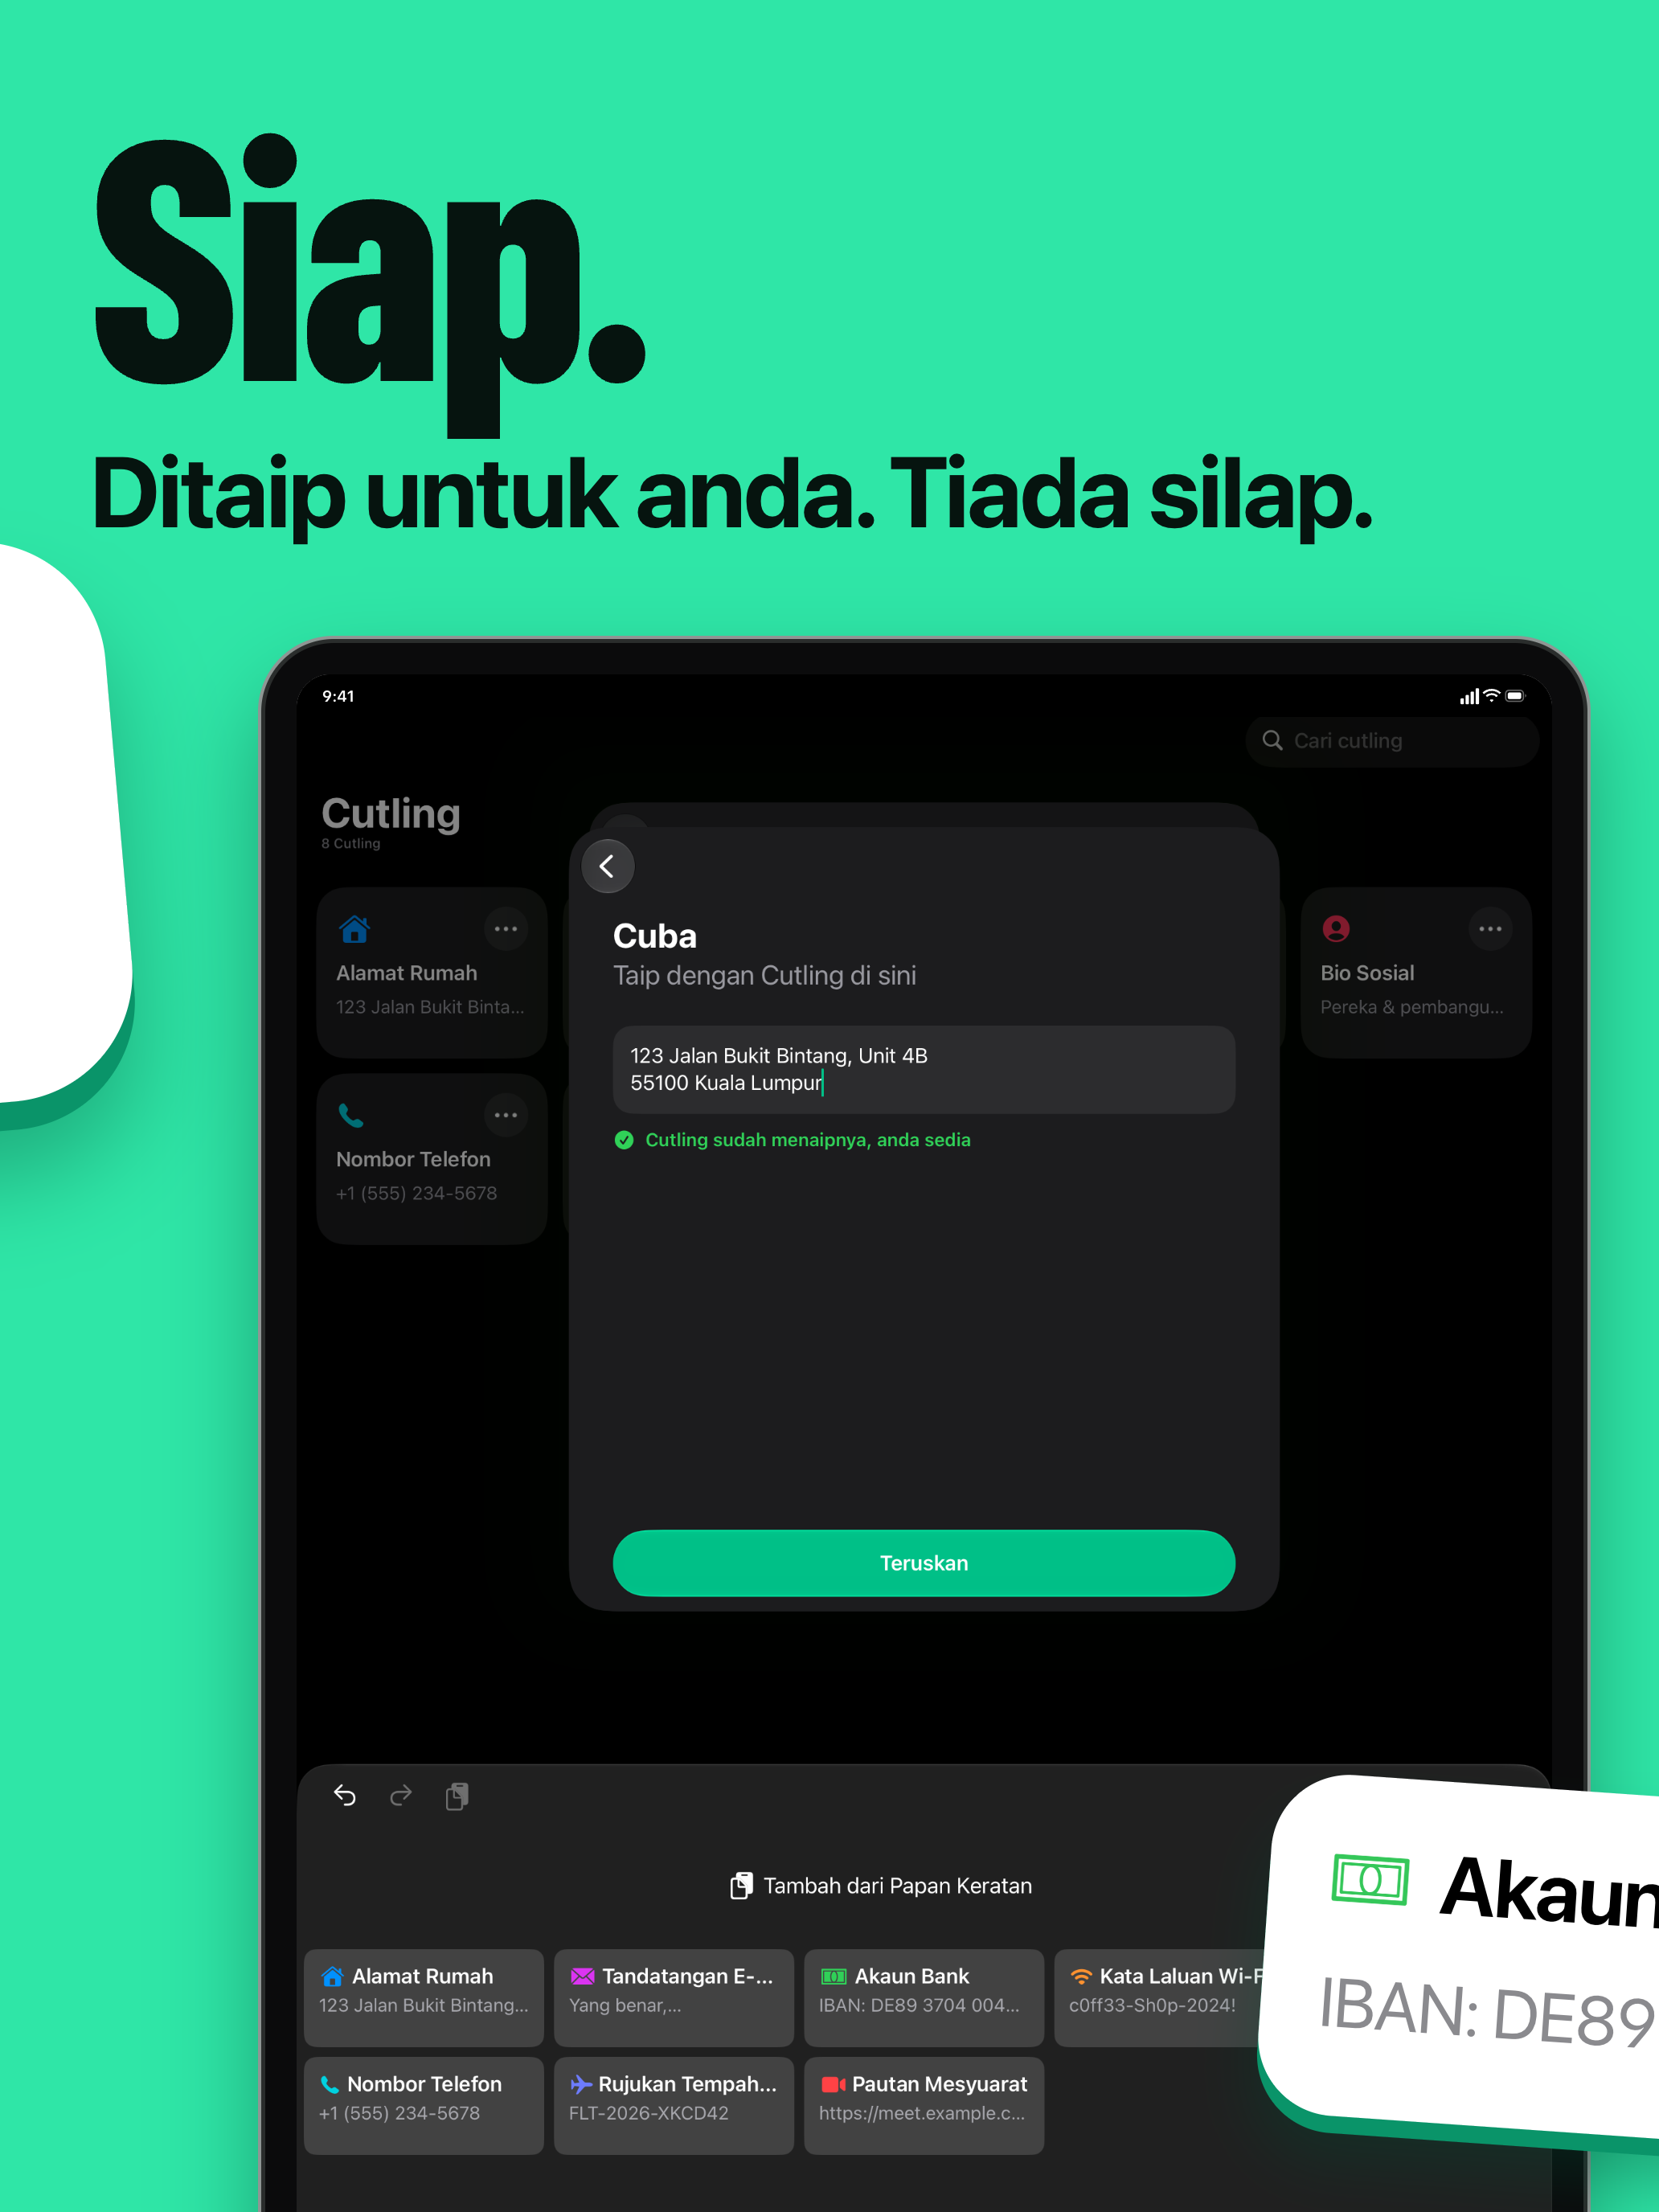 Siap.
Ditaip untuk anda. Tiada silap.
9:41
Cari cutling
Cutling
8 Cutling
Alamat Rumah
123 Jalan Bukit Binta...
Nombor Telefon
+1 (555) 234-5678
Bio Sosial
Pereka & pembangu...
Cuba
Taip dengan Cutling di sini
123 Jalan Bukit Bintang, Unit 4B
55100 Kuala Lumpur
Cutling sudah menaipnya, anda sedia
Teruskan
Tambah dari Papan Keratan
Alamat Rumah
123 Jalan Bukit Bintang...
Tandatangan E-...
Yang benar,...
Akaun Bank
IBAN: DE89 3704 004...
Kata Laluan Wi-F
c0ff33-Sh0p-2024!
Nombor Telefon
+1 (555) 234-5678
Rujukan Tempah...
FLT-2026-XKCD42
Pautan Mesyuarat
https://meet.example.c...
Akaun
IBAN: DE89